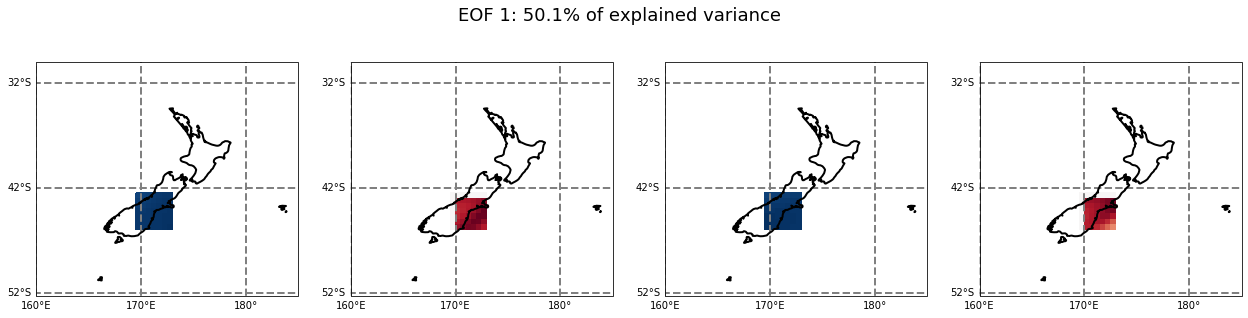 EOF 1: 50.1% of explained variance
32°S 32°S 32°S 32°S
42°S 42°S 42°S 42°S
52°S 52°S 52°S 52°S
160°E 170°E 180° 160°E 170°E 180° 160°E 170°E 180° 160°E 170°E 180°